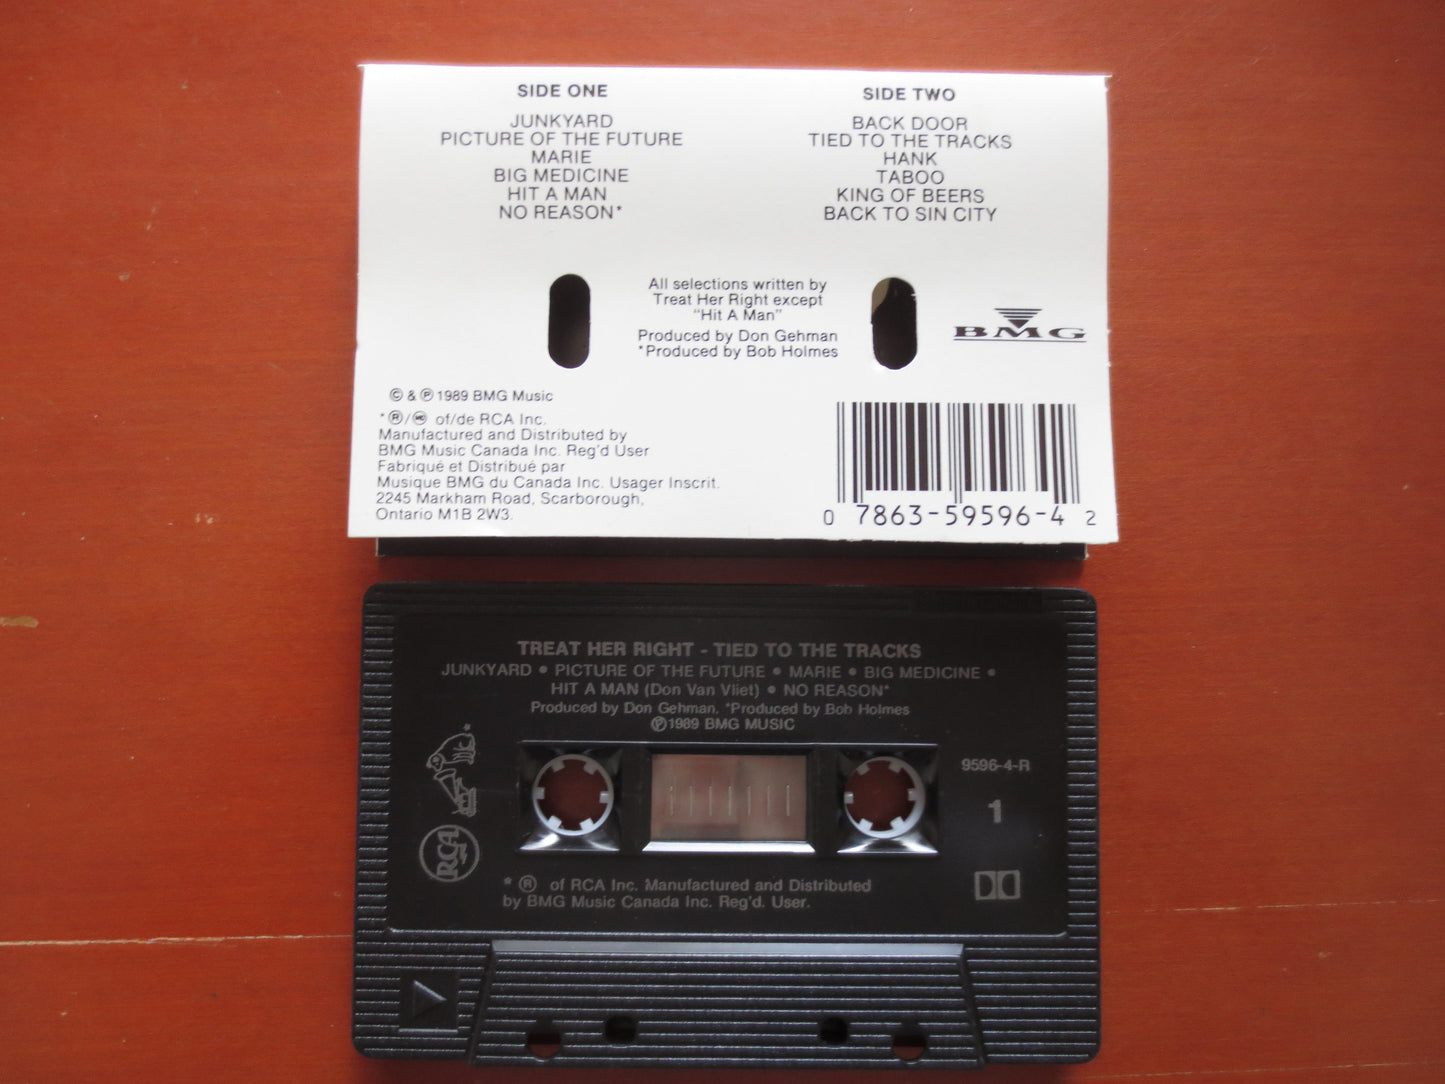 SIDE ONE
JUNKYARD
PICTURE OF THE FUTURE
MARIE
BIG MEDICINE
HIT A MAN
NO REASON*
SIDE TWO
BACK DOOR
TIED TO THE TRACKS
HANK
TABOO
KING OF BEERS
BACK TO SIN CITY
All selections written by
Treat Her Right except
"Hit A Man"
Produced by Don Gehman
*Produced by Bob Holmes
BMG
© & ℗ 1989 BMG Music
* ®/MC of/de RCA Inc.
Manufactured and Distributed by
BMG Music Canada Inc. Reg'd User
Fabriqué et Distribué par
Musique BMG du Canada Inc. Usager Inscrit.
2245 Markham Road, Scarborough,
Ontario M1B 2W3.
0 7863-59596-4 2
TREAT HER RIGHT - TIED TO THE TRACKS
JUNKYARD • PICTURE OF THE FUTURE • MARIE • BIG MEDICINE •
HIT A MAN (Don Van Vliet) • NO REASON*
Produced by Don Gehman. *Produced by Bob Holmes
℗1989 BMG MUSIC
*
RCA
9596-4-R
1
* ® of RCA Inc. Manufactured and Distributed
by BMG Music Canada Inc. Reg'd. User.